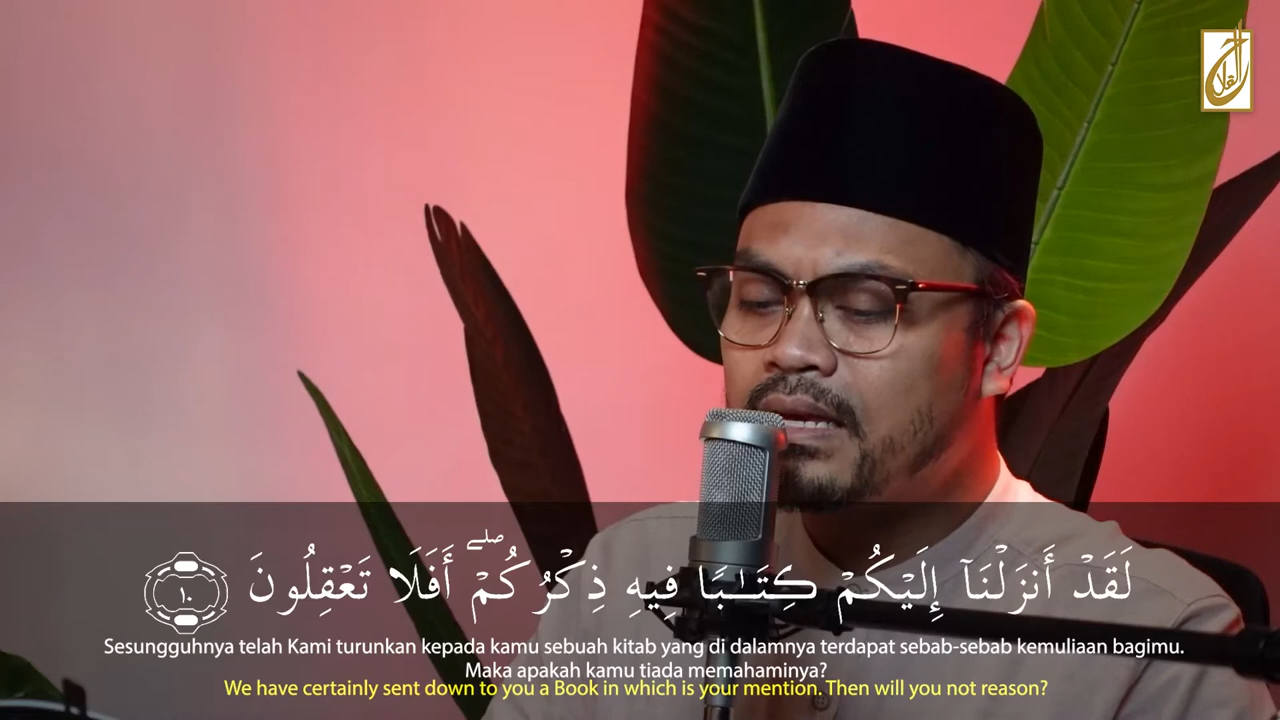 لَقَدْ أَنزَلْنَآ إِلَيْكُمْ كِتَـٰبًا فِيهِ ذِكْرُكُمْ ۖ أَفَلَا تَعْقِلُونَ ١٠
Sesungguhnya telah Kami turunkan kepada kamu sebuah kitab yang di dalamnya terdapat sebab-sebab kemuliaan bagimu.
Maka apakah kamu tiada memahaminya?
We have certainly sent down to you a Book in which is your mention. Then will you not reason?